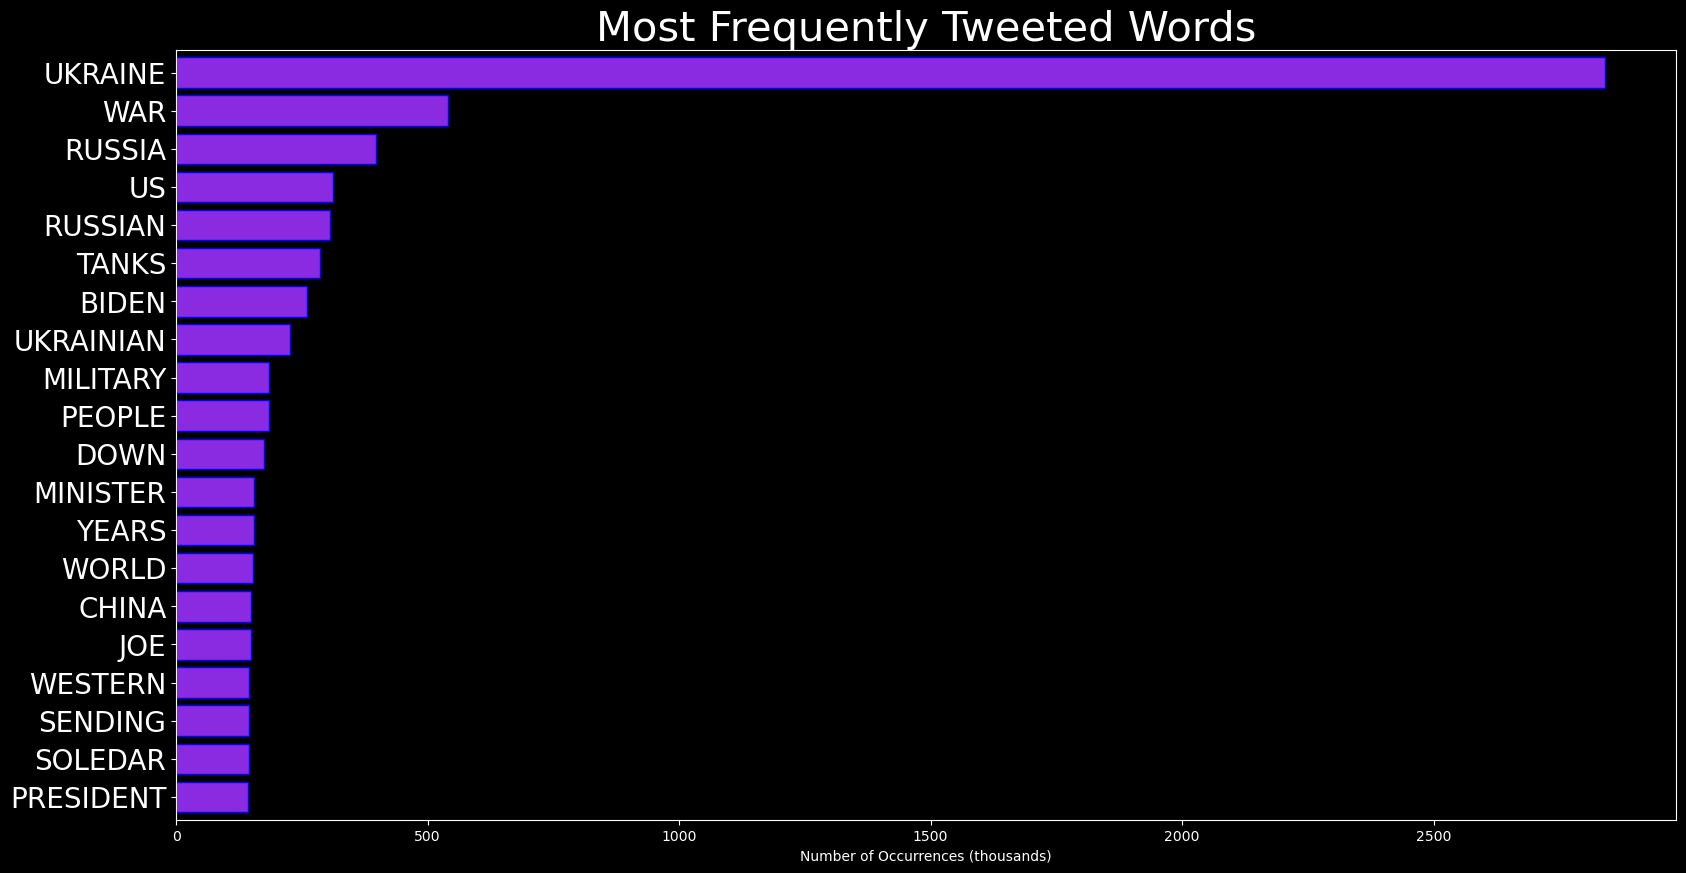 Most Frequently Tweeted Words
UKRAINE
WAR
RUSSIA
US
RUSSIAN
TANKS
BIDEN
UKRAINIAN
MILITARY
PEOPLE
DOWN
MINISTER
YEARS
WORLD
CHINA
JOE
WESTERN
SENDING
SOLEDAR
PRESIDENT
0 500 1000 1500 2000 2500
Number of Occurrences (thousands)